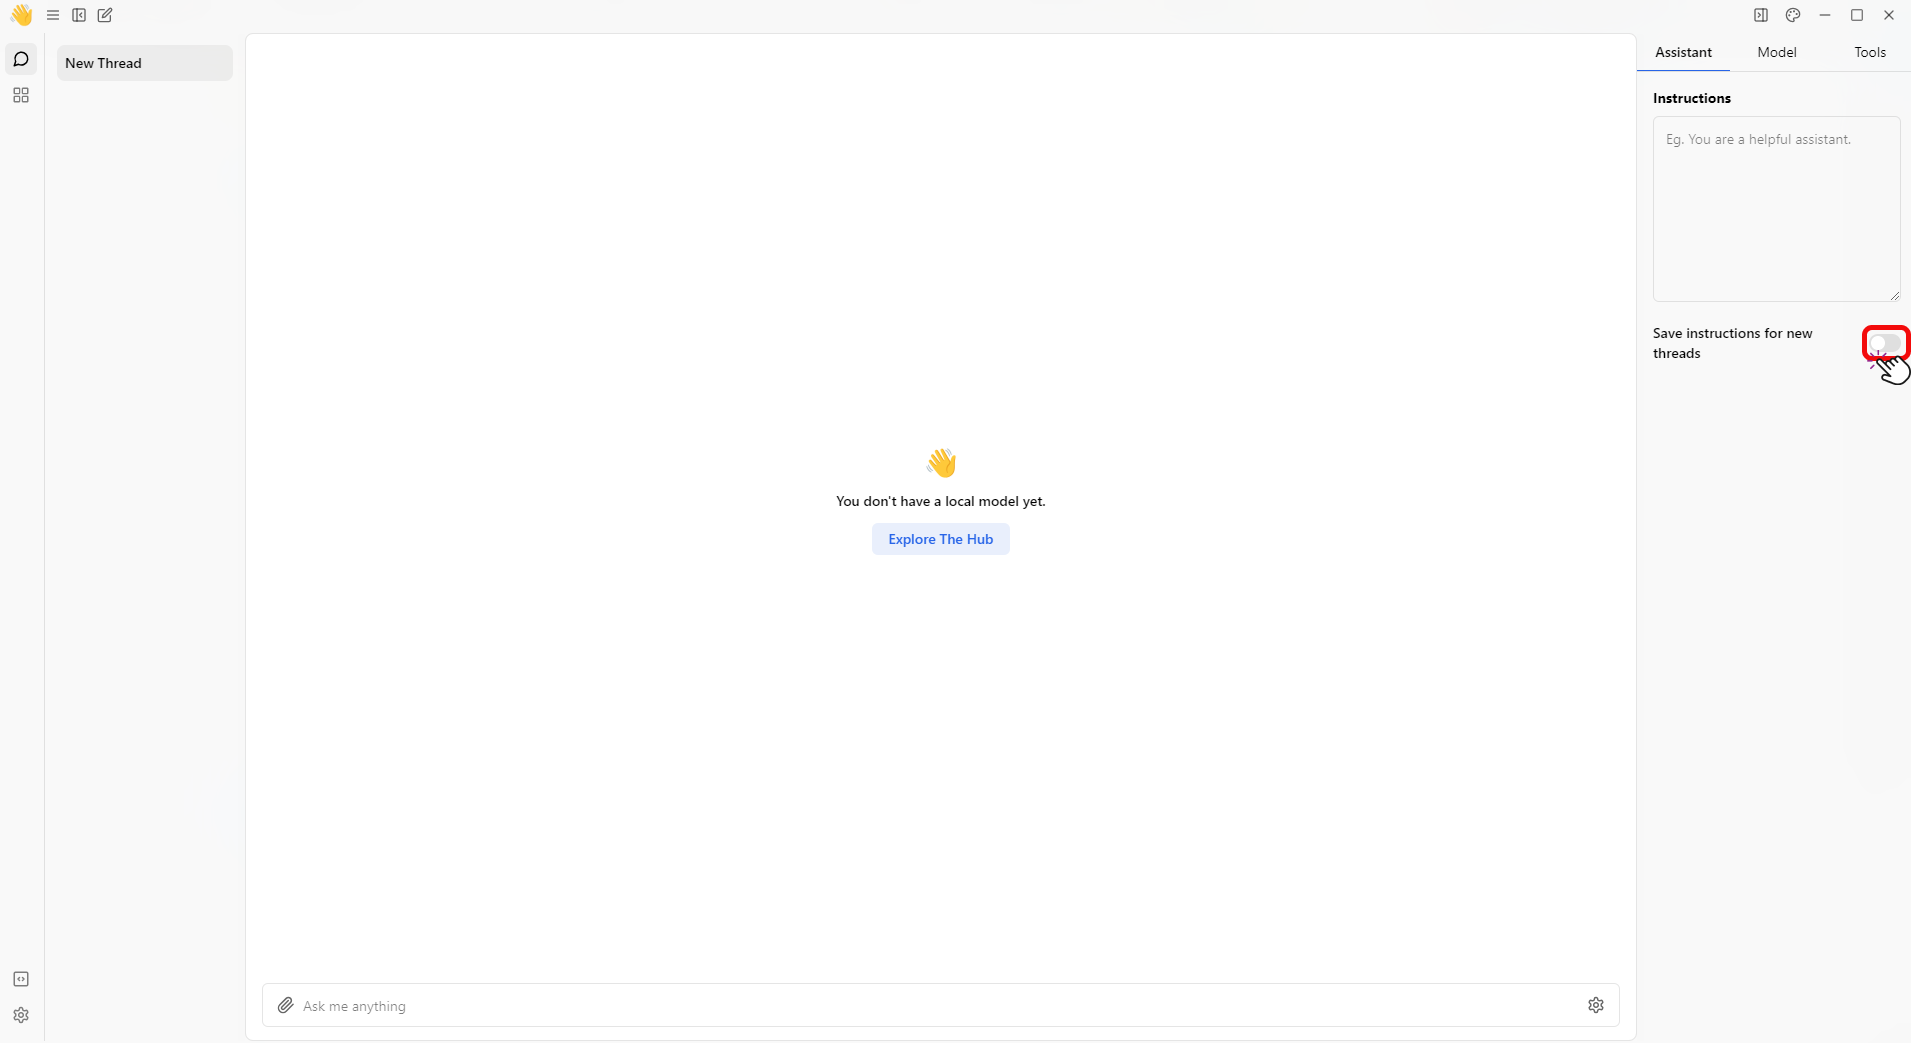 New Thread
Assistant
Model
Tools
Instructions
Eg. You are a helpful assistant.
Save instructions for new
threads
You don't have a local model yet.
Explore The Hub
Ask me anything